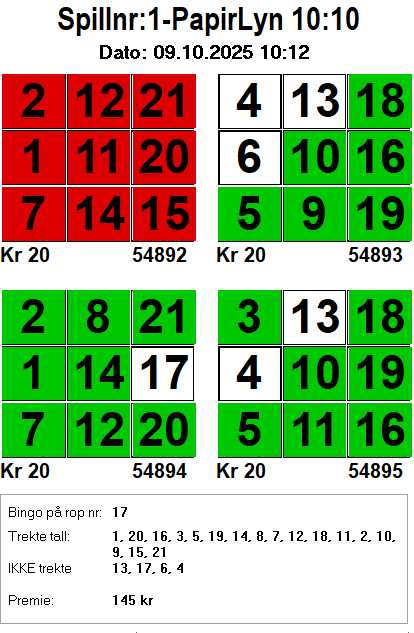 Spillnr:1-PapirLyn 10:10
Dato: 09.10.2025 10:12
2 12 21
1 11 20
7 14 15
Kr 20 54892
4 13 18
6 10 16
5 9 19
Kr 20 54893
2 8 21
1 14 17
7 12 20
Kr 20 54894
3 13 18
4 10 19
5 11 16
Kr 20 54895
Bingo på rop nr: 17
Trekte tall: 1, 20, 16, 3, 5, 19, 14, 8, 7, 12, 18, 11, 2, 10,
9, 15, 21
IKKE trekte 13, 17, 6, 4
Premie: 145 kr